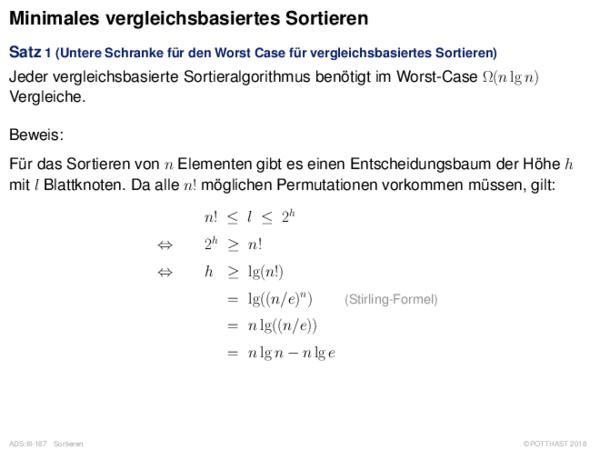 Minimales vergleichsbasiertes Sortieren
Satz 1 (Untere Schranke für den Worst Case für vergleichsbasiertes Sortieren)
Jeder vergleichsbasierte Sortieralgorithmus benötigt im Worst-Case Ω(n lg n)
Vergleiche.
Beweis:
Für das Sortieren von n Elementen gibt es einen Entscheidungsbaum der Höhe h
mit l Blattknoten. Da alle n! möglichen Permutationen vorkommen müssen, gilt:
n! ≤ l ≤ 2^h
⇔ 2^h ≥ n!
⇔ h ≥ lg(n!)
= lg((n/e)^n) (Stirling-Formel)
= n lg((n/e))
= n lg n − n lg e
ADS:III-167 Sortieren ©POTTHAST 2018